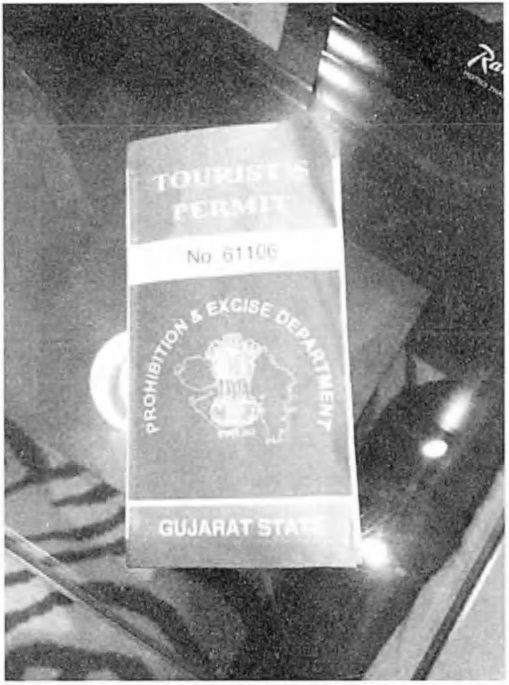 TOURIST'S
PERMIT
No 61106
PROHIBITION & EXCISE DEPARTMENT
GUJARAT STATE